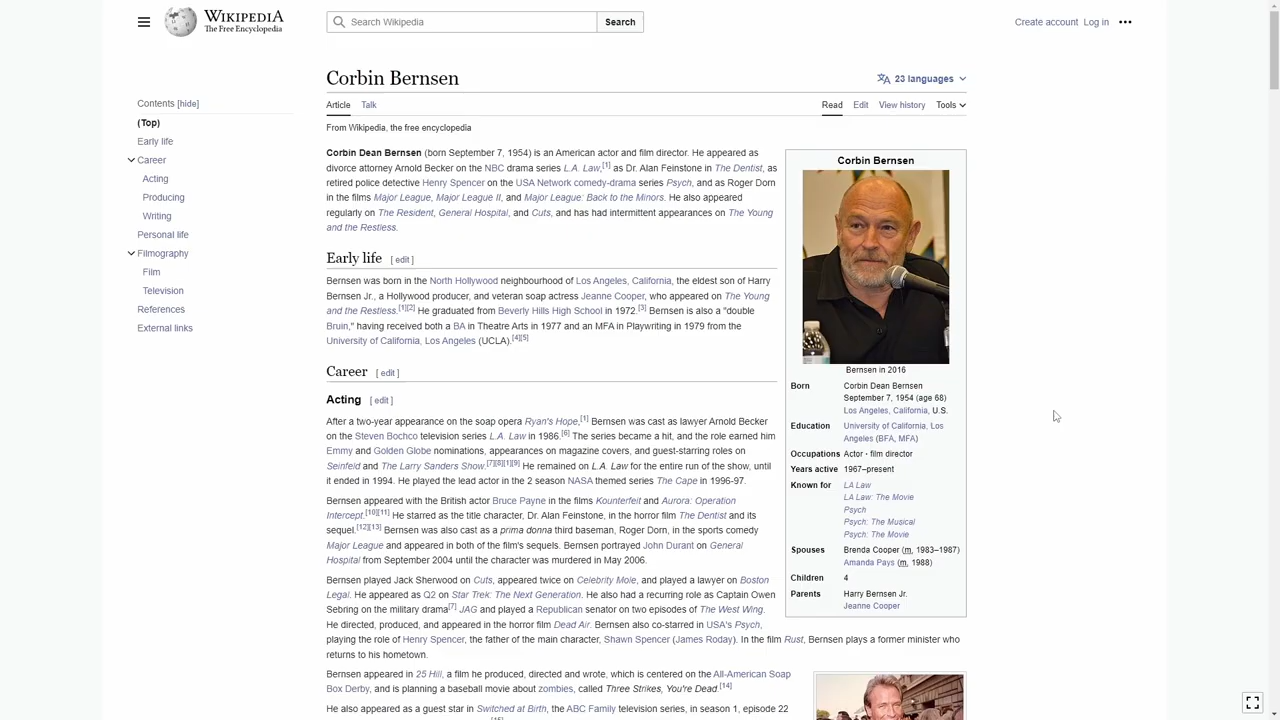 WIKIPEDIA
The Free Encyclopedia
Search Wikipedia
Search
Create account Log in
Corbin Bernsen
23 languages
Article Talk
Read Edit View history Tools
From Wikipedia, the free encyclopedia
Contents [hide]
(Top)
Early life
Career
Acting
Producing
Writing
Personal life
Filmography
Film
Television
References
External links
Corbin Dean Bernsen (born September 7, 1954) is an American actor and film director. He appeared as
divorce attorney Arnold Becker on the NBC drama series L.A. Law,[1] as Dr. Alan Feinstone in The Dentist, as
retired police detective Henry Spencer on the USA Network comedy-drama series Psych, and as Roger Dorn
in the films Major League, Major League II, and Major League: Back to the Minors. He also appeared
regularly on The Resident, General Hospital, and Cuts, and has had intermittent appearances on The Young
and the Restless.
Early life [ edit ]
Bernsen was born in the North Hollywood neighbourhood of Los Angeles, California, the eldest son of Harry
Bernsen Jr., a Hollywood producer, and veteran soap actress Jeanne Cooper, who appeared on The Young
and the Restless.[1][2] He graduated from Beverly Hills High School in 1972.[3] Bernsen is also a "double
Bruin," having received both a BA in Theatre Arts in 1977 and an MFA in Playwriting in 1979 from the
University of California, Los Angeles (UCLA).[4][5]
Career [ edit ]
Acting [ edit ]
After a two-year appearance on the soap opera Ryan's Hope,[1] Bernsen was cast as lawyer Arnold Becker
on the Steven Bochco television series L.A. Law in 1986.[6] The series became a hit, and the role earned him
Emmy and Golden Globe nominations, appearances on magazine covers, and guest-starring roles on
Seinfeld and The Larry Sanders Show.[7][8][1][9] He remained on L.A. Law for the entire run of the show, until
it ended in 1994. He played the lead actor in the 2 season NASA themed series The Cape in 1996-97.
Bernsen appeared with the British actor Bruce Payne in the films Kounterfeit and Aurora: Operation
Intercept.[10][11] He starred as the title character, Dr. Alan Feinstone, in the horror film The Dentist and its
sequel.[12][13] Bernsen was also cast as a prima donna third baseman, Roger Dorn, in the sports comedy
Major League and appeared in both of the film's sequels. Bernsen portrayed John Durant on General
Hospital from September 2004 until the character was murdered in May 2006.
Bernsen played Jack Sherwood on Cuts, appeared twice on Celebrity Mole, and played a lawyer on Boston
Legal. He appeared as Q2 on Star Trek: The Next Generation. He also had a recurring role as Captain Owen
Sebring on the military drama[7] JAG and played a Republican senator on two episodes of The West Wing.
He directed, produced, and appeared in the horror film Dead Air. Bernsen also co-starred in USA's Psych,
playing the role of Henry Spencer, the father of the main character, Shawn Spencer (James Roday). In the film Rust, Bernsen plays a former minister who
returns to his hometown.
Bernsen appeared in 25 Hill, a film he produced, directed and wrote, which is centered on the All-American Soap
Box Derby, and is planning a baseball movie about zombies, called Three Strikes, You're Dead.[14]
He also appeared as a guest star in Switched at Birth, the ABC Family television series, in season 1, episode 22
Corbin Bernsen
Bernsen in 2016
Born Corbin Dean Bernsen
September 7, 1954 (age 68)
Los Angeles, California, U.S.
Education University of California, Los
Angeles (BFA, MFA)
Occupations Actor · film director
Years active 1967–present
Known for LA Law
LA Law: The Movie
Psych
Psych: The Musical
Psych: The Movie
Spouses Brenda Cooper (m. 1983–1987)
Amanda Pays (m. 1988)
Children 4
Parents Harry Bernsen Jr.
Jeanne Cooper